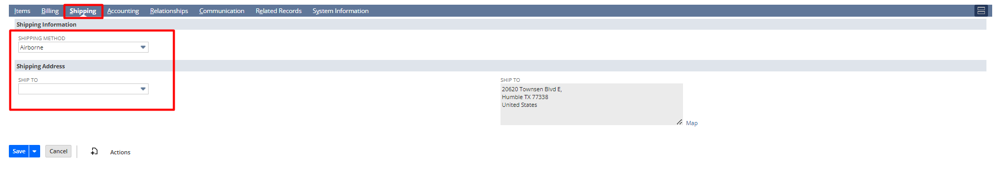 Items Billing Shipping Accounting Relationships Communication Related Records System Information
Shipping Information
SHIPPING METHOD
Airborne
Shipping Address
SHIP TO
SHIP TO
20620 Townsen Blvd E,
Humble TX 77338
United States
Map
Save Cancel Actions